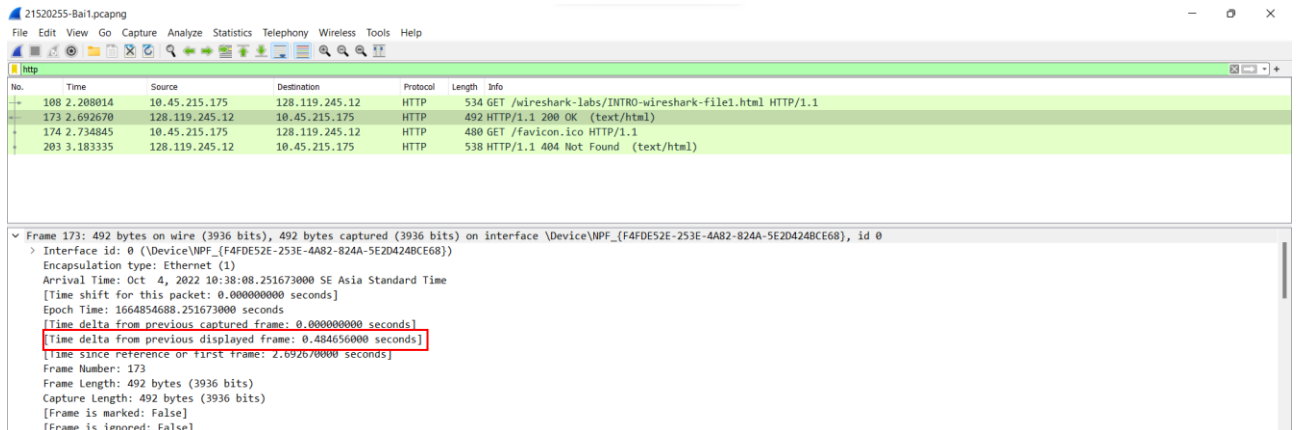 21520255-Bai1.pcapng
File Edit View Go Capture Analyze Statistics Telephony Wireless Tools Help
http
No. Time Source Destination Protocol Length Info
108 2.208014 10.45.215.175 128.119.245.12 HTTP 534 GET /wireshark-labs/INTRO-wireshark-file1.html HTTP/1.1
173 2.692670 128.119.245.12 10.45.215.175 HTTP 492 HTTP/1.1 200 OK (text/html)
174 2.734845 10.45.215.175 128.119.245.12 HTTP 480 GET /favicon.ico HTTP/1.1
203 3.183335 128.119.245.12 10.45.215.175 HTTP 538 HTTP/1.1 404 Not Found (text/html)
Frame 173: 492 bytes on wire (3936 bits), 492 bytes captured (3936 bits) on interface \Device\NPF_{F4FDE52E-253E-4A82-824A-5E2D424BCE68}, id 0
Interface id: 0 (\Device\NPF_{F4FDE52E-253E-4A82-824A-5E2D424BCE68})
Encapsulation type: Ethernet (1)
Arrival Time: Oct 4, 2022 10:38:08.251673000 SE Asia Standard Time
[Time shift for this packet: 0.000000000 seconds]
Epoch Time: 1664854688.251673000 seconds
[Time delta from previous captured frame: 0.000000000 seconds]
[Time delta from previous displayed frame: 0.484656000 seconds]
[Time since reference or first frame: 2.692670000 seconds]
Frame Number: 173
Frame Length: 492 bytes (3936 bits)
Capture Length: 492 bytes (3936 bits)
[Frame is marked: False]
[Frame is ignored: False]